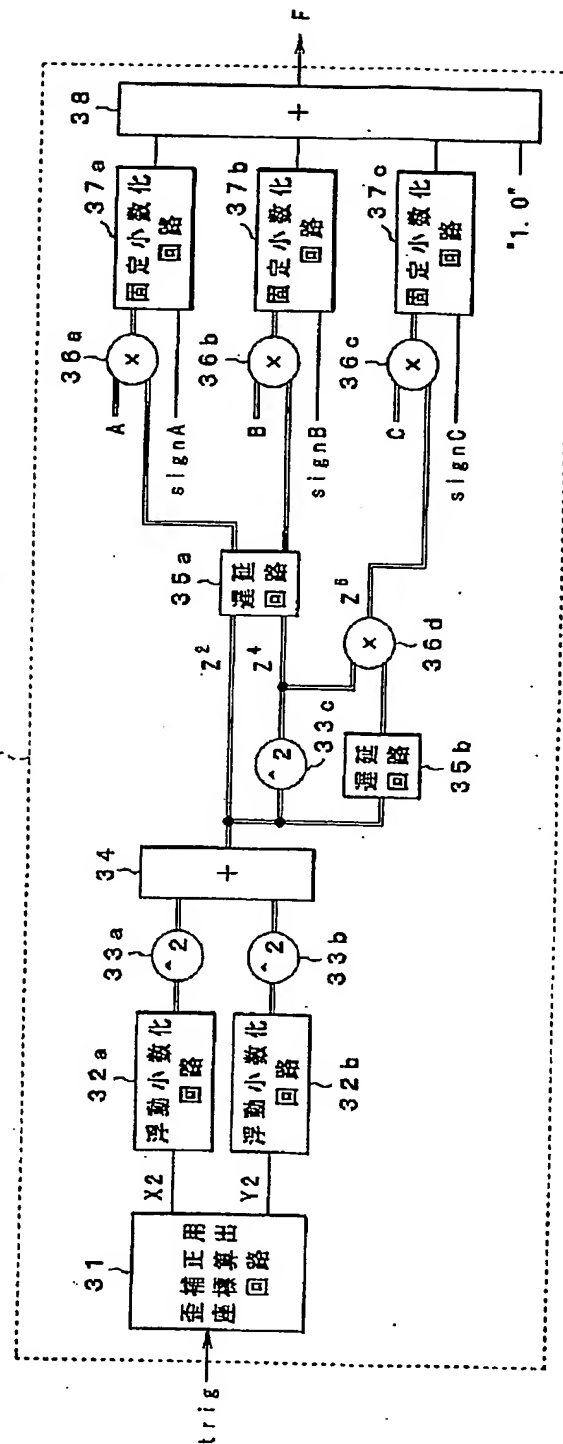 trig
31
歪補正用
座標算出
回路
X2
Y2
32a
浮動小数化
回路
32b
浮動小数化
回路
33a
^2
33b
^2
34
+
Z2
Z4
33c
^2
35a
遅延
回路
35b
遅延
回路
36d
×
Z6
A
36a
×
signA
37a
固定小数化
回路
B
36b
×
signB
37b
固定小数化
回路
C
36c
×
signC
37c
固定小数化
回路
38
+
"1.0"
F